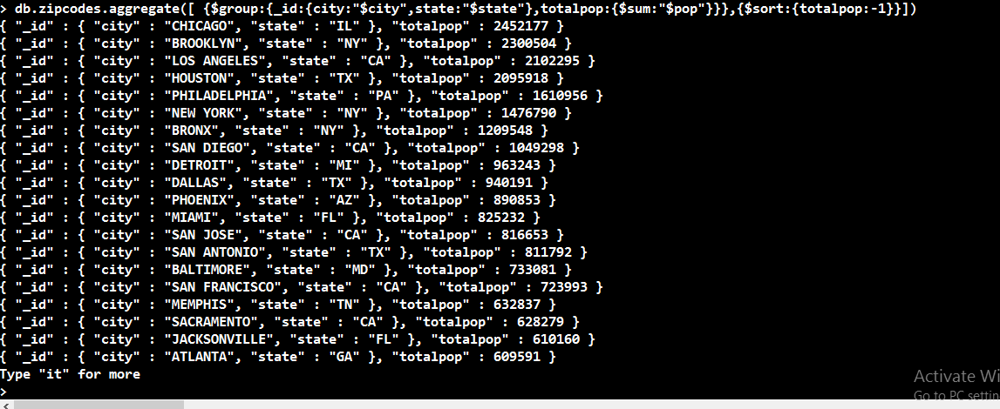 > db.zipcodes.aggregate([ {$group:{_id:{city:"$city",state:"$state"},totalpop:{$sum:"$pop"}}},{$sort:{totalpop:-1}}])
{ "_id" : { "city" : "CHICAGO", "state" : "IL" }, "totalpop" : 2452177 }
{ "_id" : { "city" : "BROOKLYN", "state" : "NY" }, "totalpop" : 2300504 }
{ "_id" : { "city" : "LOS ANGELES", "state" : "CA" }, "totalpop" : 2102295 }
{ "_id" : { "city" : "HOUSTON", "state" : "TX" }, "totalpop" : 2095918 }
{ "_id" : { "city" : "PHILADELPHIA", "state" : "PA" }, "totalpop" : 1610956 }
{ "_id" : { "city" : "NEW YORK", "state" : "NY" }, "totalpop" : 1476790 }
{ "_id" : { "city" : "BRONX", "state" : "NY" }, "totalpop" : 1209548 }
{ "_id" : { "city" : "SAN DIEGO", "state" : "CA" }, "totalpop" : 1049298 }
{ "_id" : { "city" : "DETROIT", "state" : "MI" }, "totalpop" : 963243 }
{ "_id" : { "city" : "DALLAS", "state" : "TX" }, "totalpop" : 940191 }
{ "_id" : { "city" : "PHOENIX", "state" : "AZ" }, "totalpop" : 890853 }
{ "_id" : { "city" : "MIAMI", "state" : "FL" }, "totalpop" : 825232 }
{ "_id" : { "city" : "SAN JOSE", "state" : "CA" }, "totalpop" : 816653 }
{ "_id" : { "city" : "SAN ANTONIO", "state" : "TX" }, "totalpop" : 811792 }
{ "_id" : { "city" : "BALTIMORE", "state" : "MD" }, "totalpop" : 733081 }
{ "_id" : { "city" : "SAN FRANCISCO", "state" : "CA" }, "totalpop" : 723993 }
{ "_id" : { "city" : "MEMPHIS", "state" : "TN" }, "totalpop" : 632837 }
{ "_id" : { "city" : "SACRAMENTO", "state" : "CA" }, "totalpop" : 628279 }
{ "_id" : { "city" : "JACKSONVILLE", "state" : "FL" }, "totalpop" : 610160 }
{ "_id" : { "city" : "ATLANTA", "state" : "GA" }, "totalpop" : 609591 }
Type "it" for more
>
Activate Wi
Go to PC settin